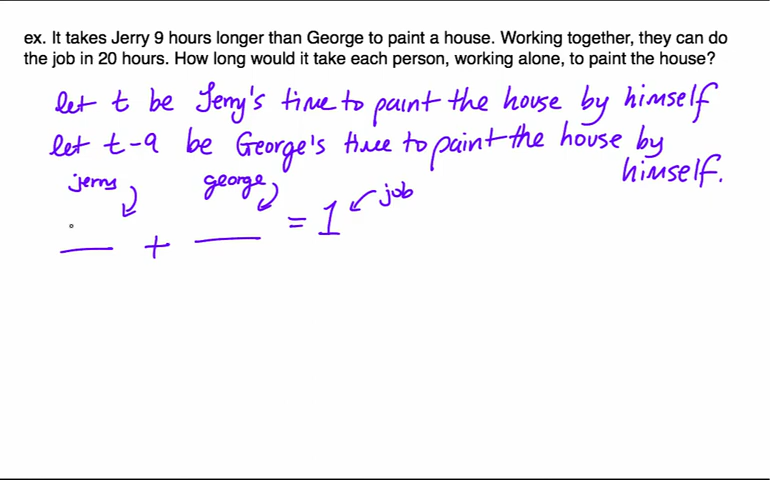 ex. It takes Jerry 9 hours longer than George to paint a house. Working together, they can do
the job in 20 hours. How long would it take each person, working alone, to paint the house?
let t be Jerry's time to paint the house by himself
let t-9 be George's time to paint the house by
himself.
jerry george job
__ + __ = 1